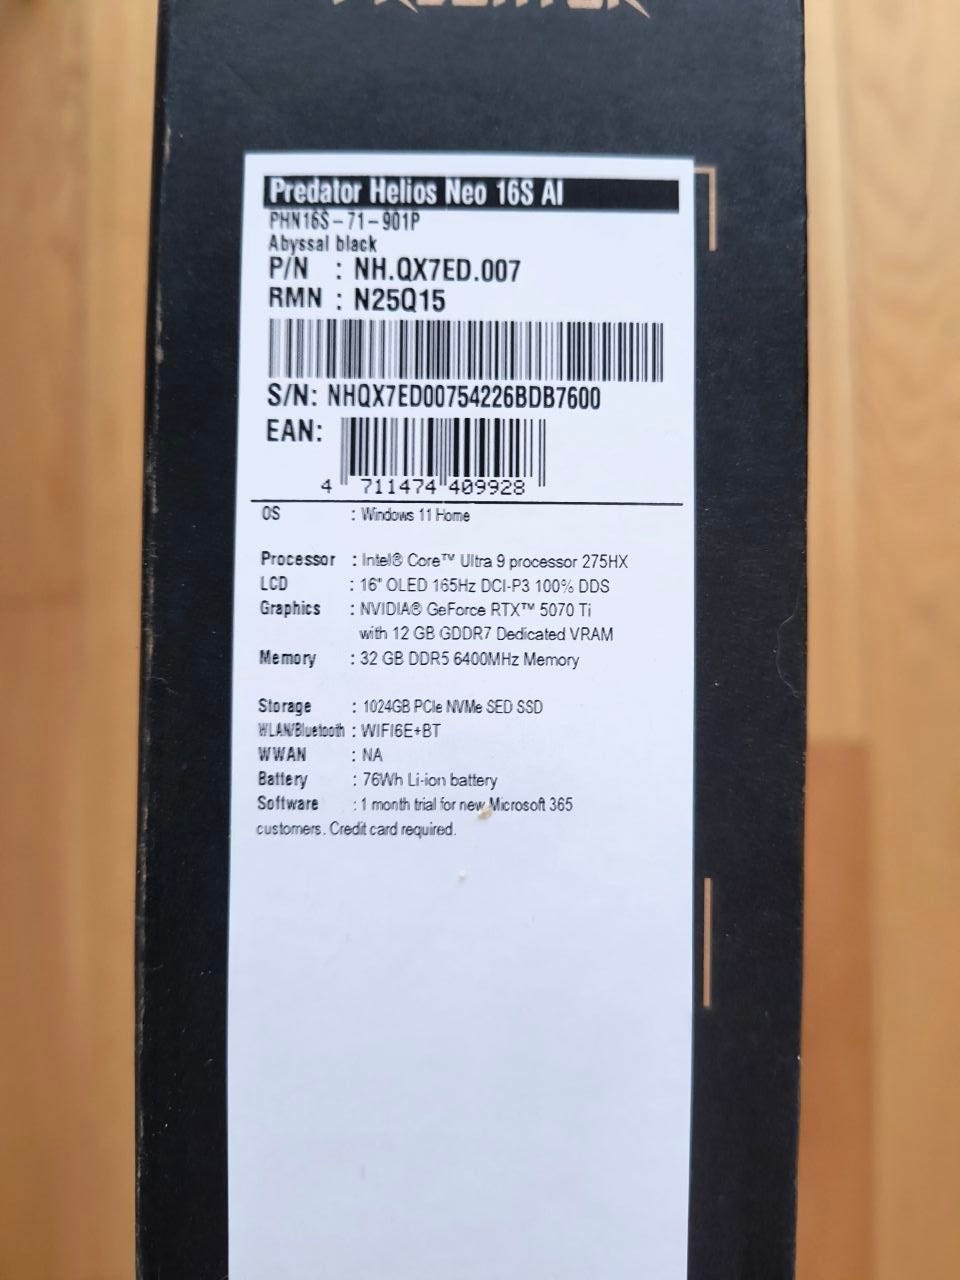 PREDATOR
Predator Helios Neo 16S AI
PHN16S-71-901P
Abyssal black
P/N : NH.QX7ED.007
RMN : N25Q15
S/N: NHQX7ED00754226BDB7600
EAN:
4 711474 409928
OS : Windows 11 Home
Processor : Intel® Core™ Ultra 9 processor 275HX
LCD : 16" OLED 165Hz DCI-P3 100% DDS
Graphics : NVIDIA® GeForce RTX™ 5070 Ti
with 12 GB GDDR7 Dedicated VRAM
Memory : 32 GB DDR5 6400MHz Memory
Storage : 1024GB PCIe NVMe SED SSD
WLAN/Bluetooth : WIFI6E+BT
WWAN : NA
Battery : 76Wh Li-ion battery
Software : 1 month trial for new Microsoft 365
customers. Credit card required.